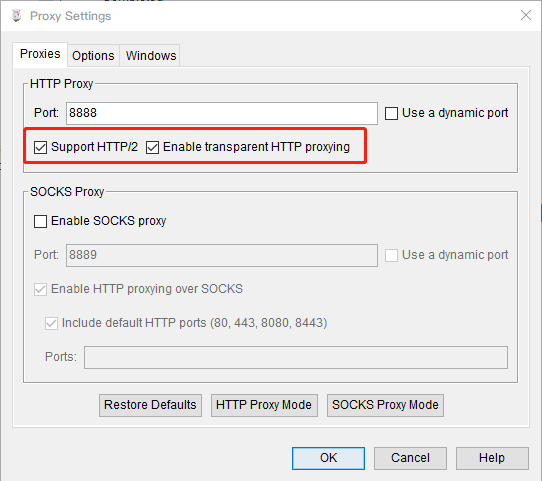 Proxy Settings
Proxies Options Windows
HTTP Proxy
Port: 8888 Use a dynamic port
Support HTTP/2 Enable transparent HTTP proxying
SOCKS Proxy
Enable SOCKS proxy
Port: 8889 Use a dynamic port
Enable HTTP proxying over SOCKS
Include default HTTP ports (80, 443, 8080, 8443)
Ports:
Restore Defaults HTTP Proxy Mode SOCKS Proxy Mode
OK Cancel Help